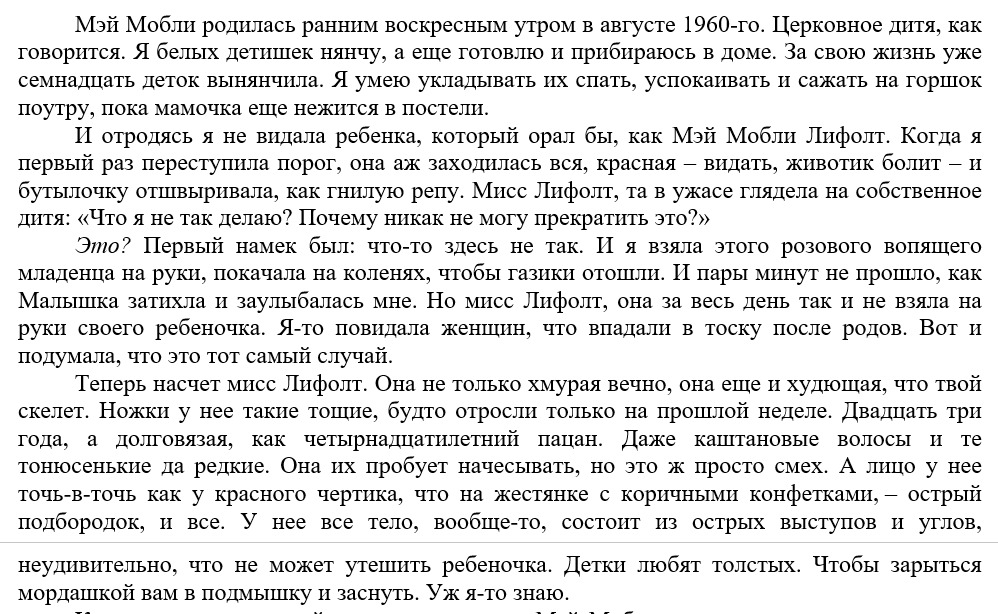 Мэй Мобли родилась ранним воскресным утром в августе 1960-го. Церковное дитя, как
говорится. Я белых детишек нянчу, а еще готовлю и прибираюсь в доме. За свою жизнь уже
семнадцать деток вынянчила. Я умею укладывать их спать, успокаивать и сажать на горшок
поутру, пока мамочка еще нежится в постели.
И отродясь я не видала ребенка, который орал бы, как Мэй Мобли Лифолт. Когда я
первый раз переступила порог, она аж заходилась вся, красная – видать, животик болит – и
бутылочку отшвыривала, как гнилую репу. Мисс Лифолт, та в ужасе глядела на собственное
дитя: «Что я не так делаю? Почему никак не могу прекратить это?»
Это? Первый намек был: что-то здесь не так. И я взяла этого розового вопящего
младенца на руки, покачала на коленях, чтобы газики отошли. И пары минут не прошло, как
Малышка затихла и заулыбалась мне. Но мисс Лифолт, она за весь день так и не взяла на
руки своего ребеночка. Я-то повидала женщин, что впадали в тоску после родов. Вот и
подумала, что это тот самый случай.
Теперь насчет мисс Лифолт. Она не только хмурая вечно, она еще и худющая, что твой
скелет. Ножки у нее такие тощие, будто отросли только на прошлой неделе. Двадцать три
года, а долговязая, как четырнадцатилетний пацан. Даже каштановые волосы и те
тонюсенькие да редкие. Она их пробует начесывать, но это ж просто смех. А лицо у нее
точь-в-точь как у красного чертика, что на жестянке с коричными конфетками, – острый
подбородок, и все. У нее все тело, вообще-то, состоит из острых выступов и углов,
неудивительно, что не может утешить ребеночка. Детки любят толстых. Чтобы зарыться
мордашкой вам в подмышку и заснуть. Уж я-то знаю.